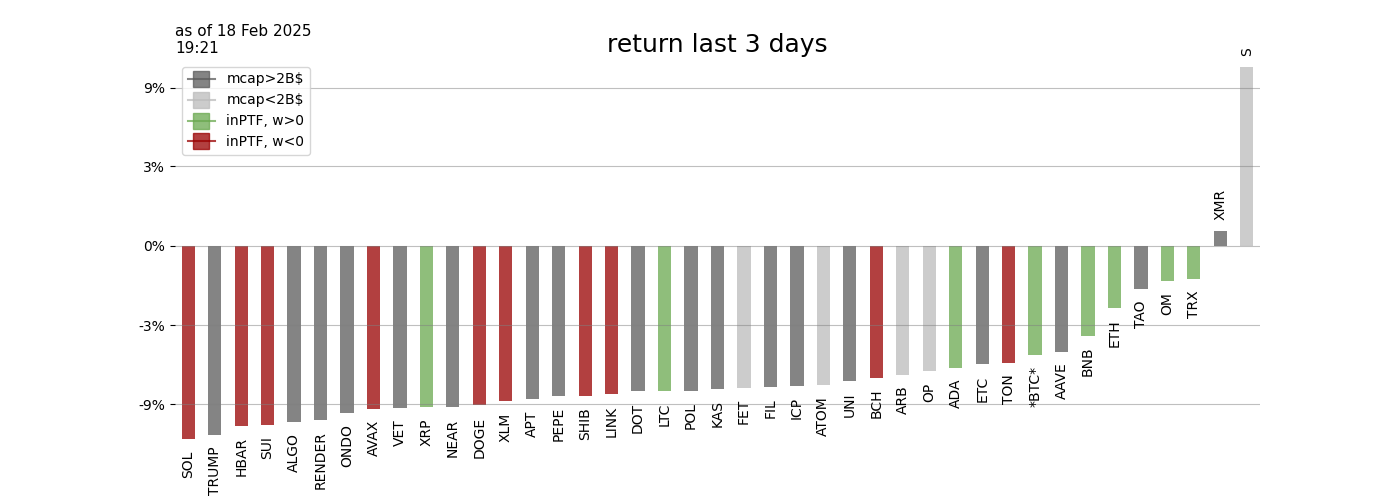 as of 18 Feb 2025
19:21
return last 3 days
mcap>2B$
mcap<2B$
inPTF, w>0
inPTF, w<0
9%
3%
0%
-3%
-9%
SOL
TRUMP
HBAR
SUI
ALGO
RENDER
ONDO
AVAX
VET
XRP
NEAR
DOGE
XLM
APT
PEPE
SHIB
LINK
DOT
LTC
POL
KAS
FET
FIL
ICP
ATOM
UNI
BCH
ARB
OP
ADA
ETC
TON
*BTC*
AAVE
BNB
ETH
TAO
OM
TRX
XMR
S